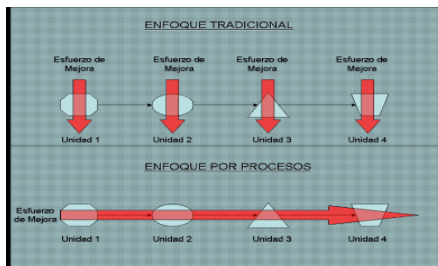 ENFOQUE TRADICIONAL
Esfuerzo de Mejora
Esfuerzo de Mejora
Esfuerzo de Mejora
Esfuerzo de Mejora
Unidad 1
Unidad 2
Unidad 3
Unidad 4
ENFOQUE POR PROCESOS
Esfuerzo
de Mejora
Unidad 1
Unidad 2
Unidad 3
Unidad 4